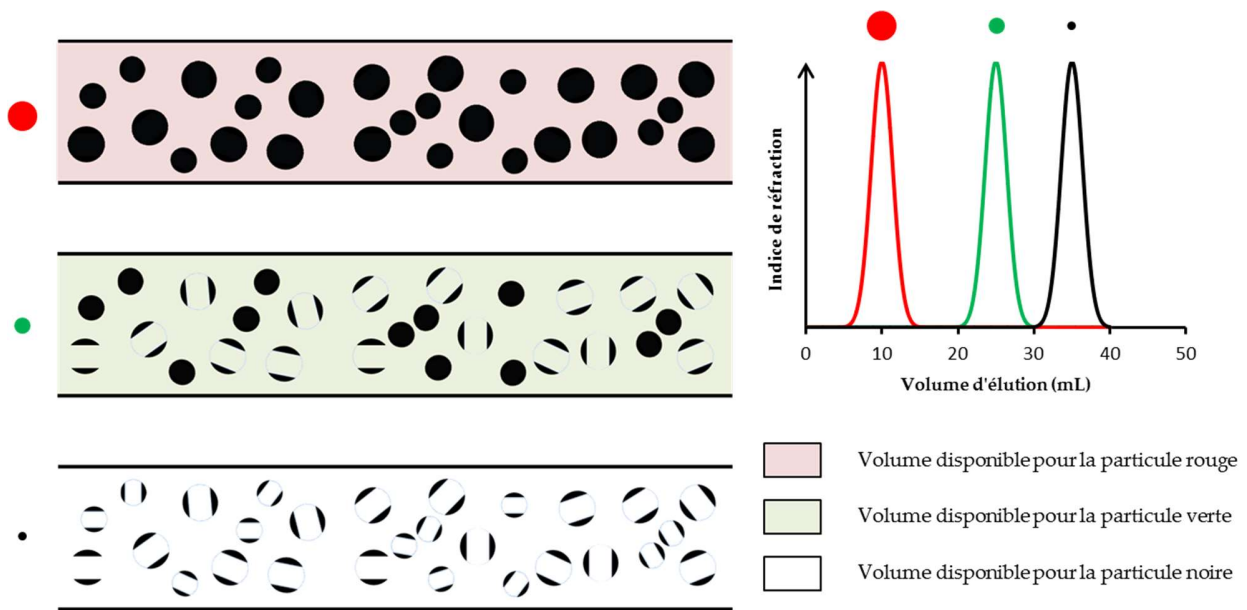 Indice de réfraction
0 10 20 30 40 50
Volume d'élution (mL)
Volume disponible pour la particule rouge
Volume disponible pour la particule verte
Volume disponible pour la particule noire